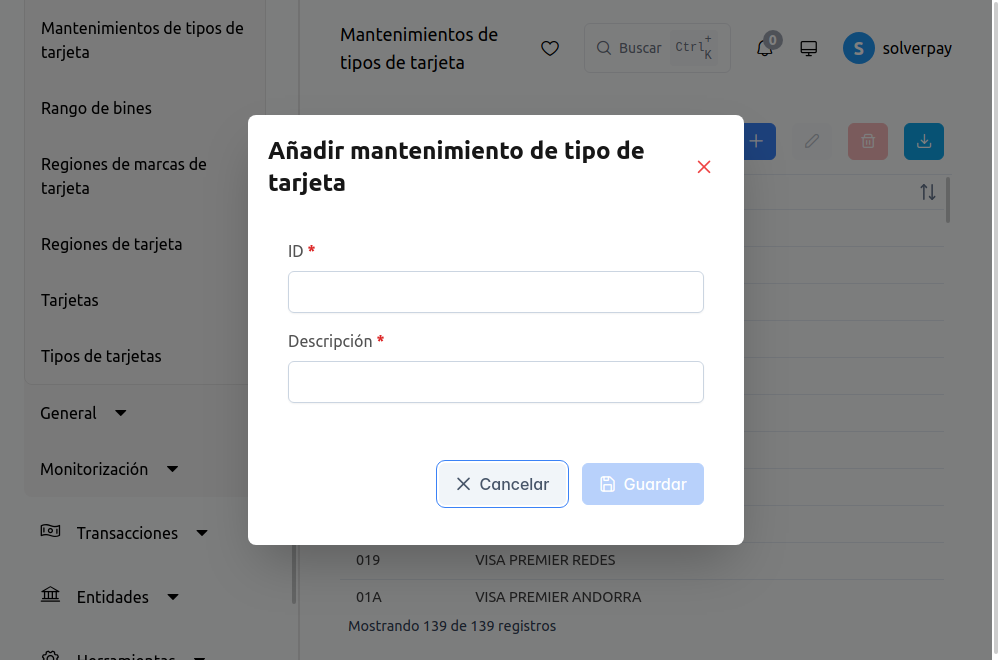 Mantenimientos de tipos de
tarjeta
Rango de bines
Regiones de marcas de
tarjeta
Regiones de tarjeta
Tarjetas
Tipos de tarjetas
General
Monitorización
Transacciones
Entidades
Herramientas
Mantenimientos de
tipos de tarjeta
Buscar
Ctrl+
K
0
S
solverpay
Añadir mantenimiento de tipo de
tarjeta
ID *
Descripción *
Cancelar
Guardar
019 VISA PREMIER REDES
01A VISA PREMIER ANDORRA
Mostrando 139 de 139 registros